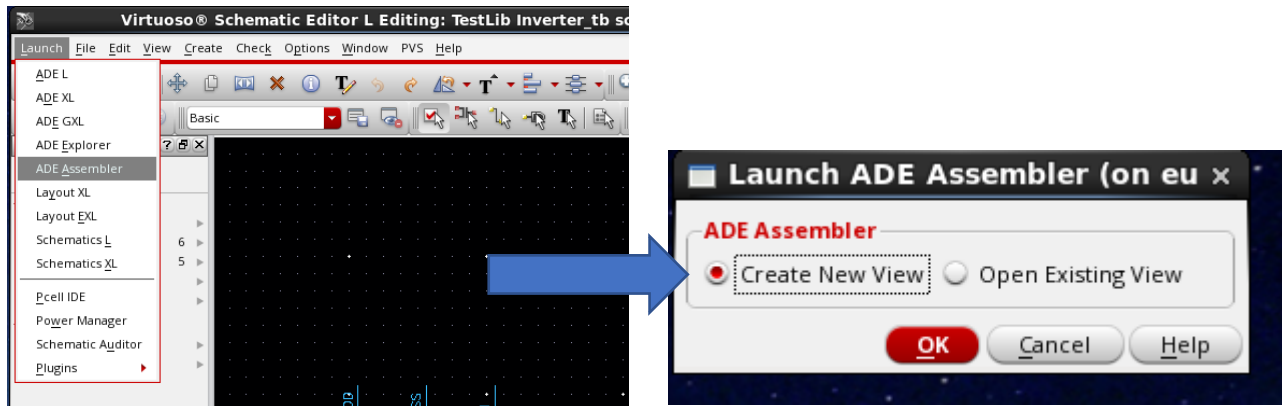 Virtuoso® Schematic Editor L Editing: TestLib Inverter_tb sc
Launch File Edit View Create Check Options Window PVS Help
ADE L
ADE XL
ADE GXL
ADE Explorer
ADE Assembler
Layout XL
Layout EXL
Schematics L
Schematics XL
Pcell IDE
Power Manager
Schematic Auditor
Plugins
Basic
6
5
Launch ADE Assembler (on eu
ADE Assembler
Create New View Open Existing View
OK Cancel Help